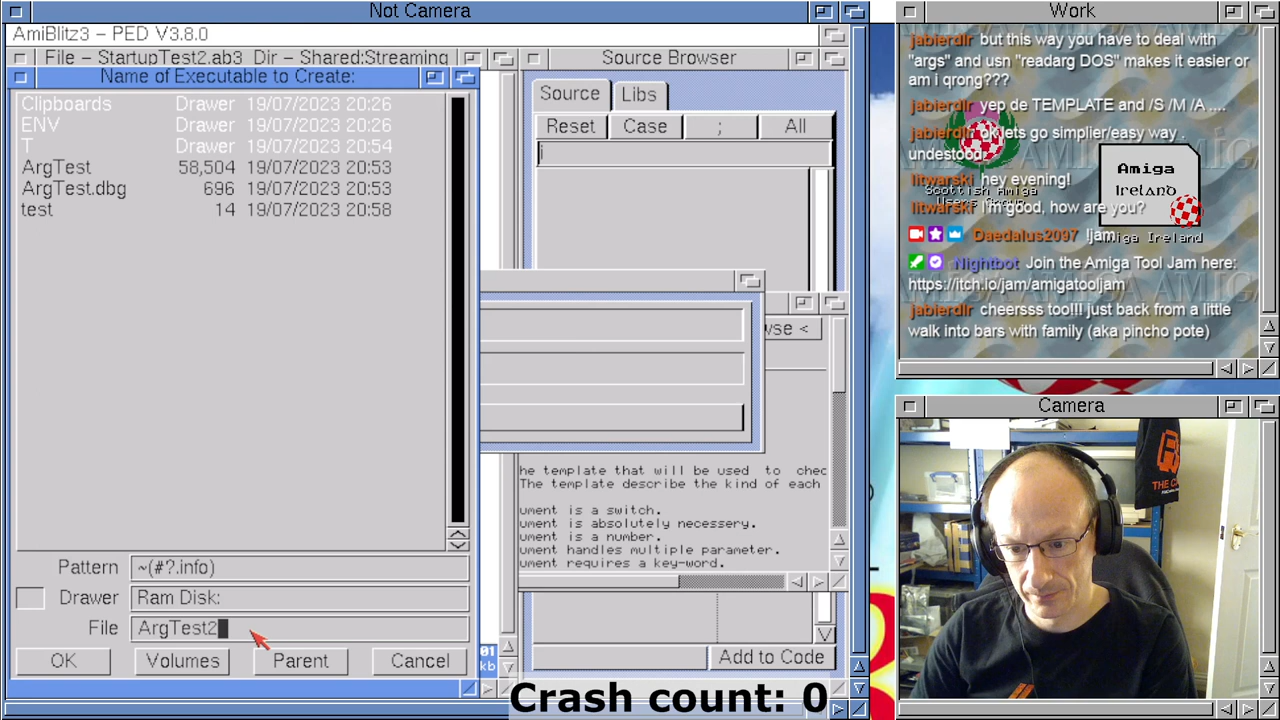 Not Camera
AmiBlitz3 – PED V3.8.0
File – StartupTest2.ab3 Dir – Shared:Streaming
Name of Executable to Create:
Clipboards Drawer 19/07/2023 20:26
ENV Drawer 19/07/2023 20:26
T Drawer 19/07/2023 20:54
ArgTest 58,504 19/07/2023 20:53
ArgTest.dbg 696 19/07/2023 20:53
test 14 19/07/2023 20:58
Pattern ~(#?.info)
Drawer Ram Disk:
File ArgTest2
OK Volumes Parent Cancel
Source Browser
Source Libs
Reset Case ; All
wse <
he template that will be used to chec
The template describe the kind of each
ument is a switch.
ument is absolutely necessery.
ument is a number.
ument handles multiple parameter.
ument requires a key-word.
01
kb
Add to Code
Crash count: 0
Work
jabierdlr but this way you have to deal with
"args" and usn "readarg DOS" makes it easier or
am i qrong???
jabierdlr yep de TEMPLATE and /S /M /A ....
jabierdlr ok lets go simplier/easy way .
undestood
litwarski hey evening!
litwarski I'm good, how are you?
Daedalus2097 !jam
Nightbot Join the Amiga Tool Jam here:
https://itch.io/jam/amigatooljam
jabierdlr cheersss too!!! just back from a little
walk into bars with family (aka pincho pote)
Scottish Amiga
Users Group
Amiga
Ireland
Amiga Ireland
Camera
THE